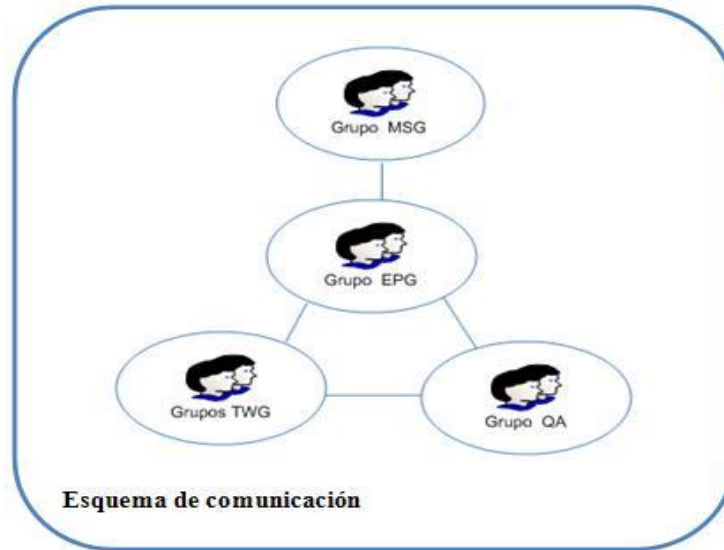 Grupo MSG
Grupo EPG
Grupos TWG
Grupo QA
Esquema de comunicación